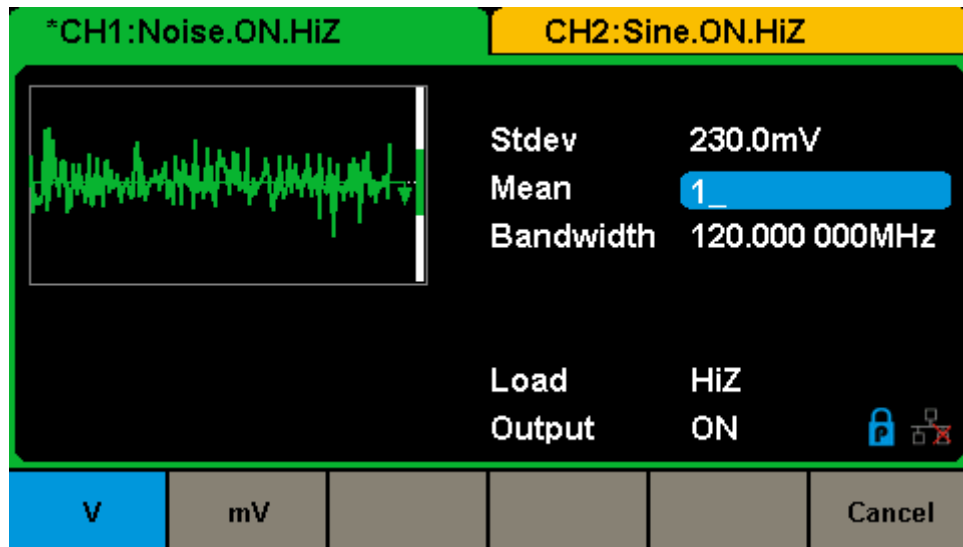 *CH1:Noise.ON.HiZ
CH2:Sine.ON.HiZ
Stdev 230.0mV
Mean 1_
Bandwidth 120.000 000MHz
Load HiZ
Output ON
P
V mV Cancel